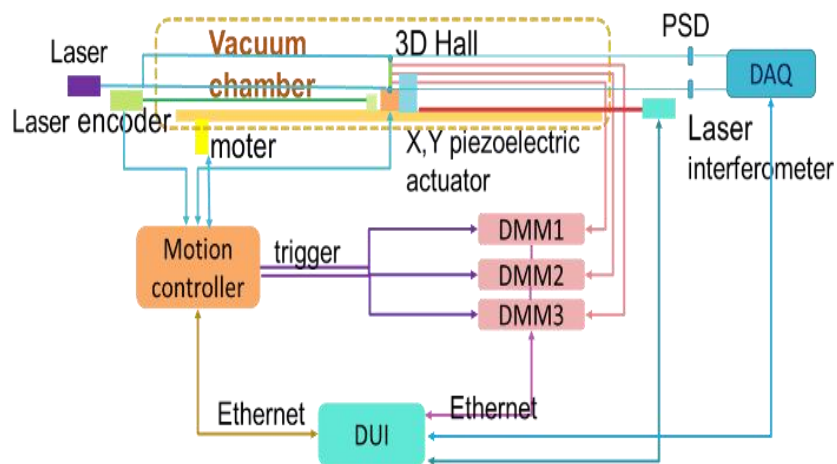 Laser
Vacuum
chamber
3D Hall
PSD
DAQ
Laser encoder
moter
X,Y piezoelectric
actuator
Laser
interferometer
Motion
controller
trigger
DMM1
DMM2
DMM3
Ethernet
Ethernet
DUI